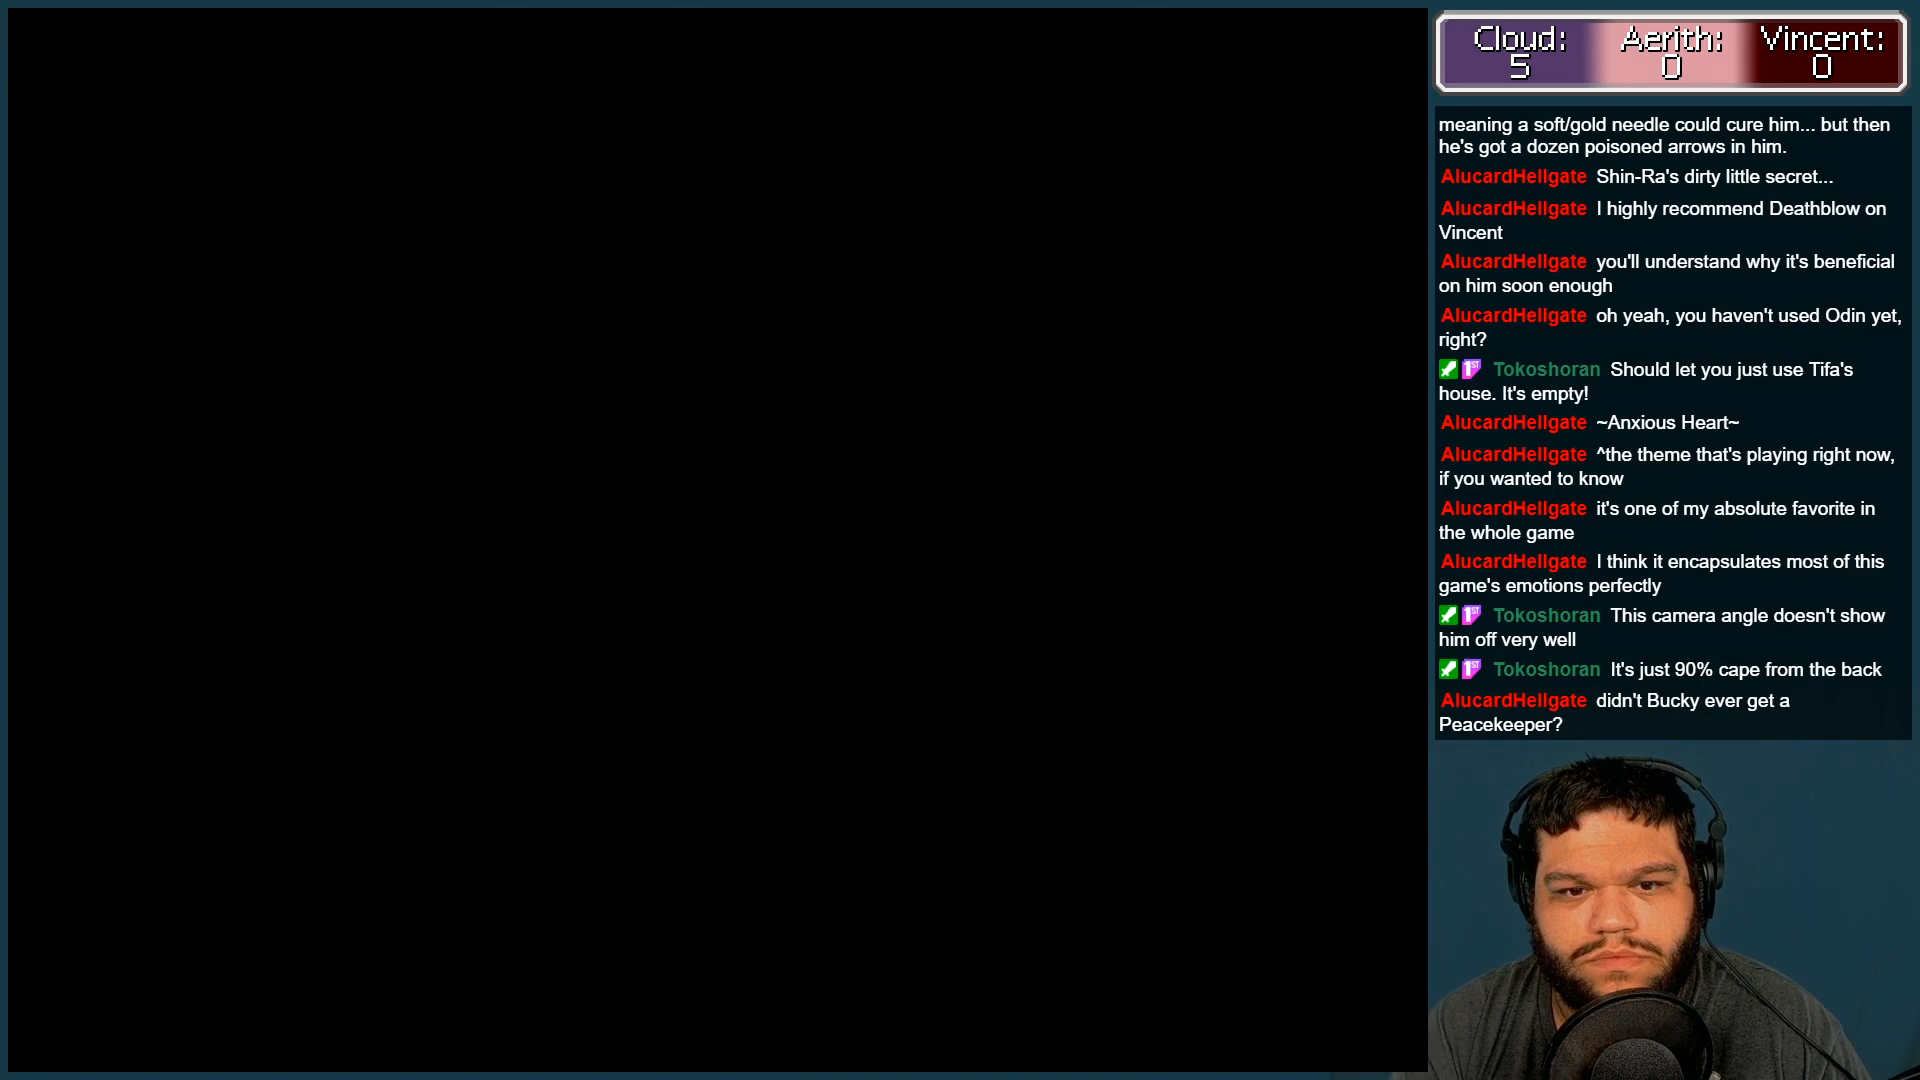 Cloud: Aerith: Vincent:
5 0 0
meaning a soft/gold needle could cure him... but then
he's got a dozen poisoned arrows in him.
AlucardHellgate Shin-Ra's dirty little secret...
AlucardHellgate I highly recommend Deathblow on
Vincent
AlucardHellgate you'll understand why it's beneficial
on him soon enough
AlucardHellgate oh yeah, you haven't used Odin yet,
right?
1ST Tokoshoran Should let you just use Tifa's
house. It's empty!
AlucardHellgate ~Anxious Heart~
AlucardHellgate ^the theme that's playing right now,
if you wanted to know
AlucardHellgate it's one of my absolute favorite in
the whole game
AlucardHellgate I think it encapsulates most of this
game's emotions perfectly
1ST Tokoshoran This camera angle doesn't show
him off very well
1ST Tokoshoran It's just 90% cape from the back
AlucardHellgate didn't Bucky ever get a
Peacekeeper?